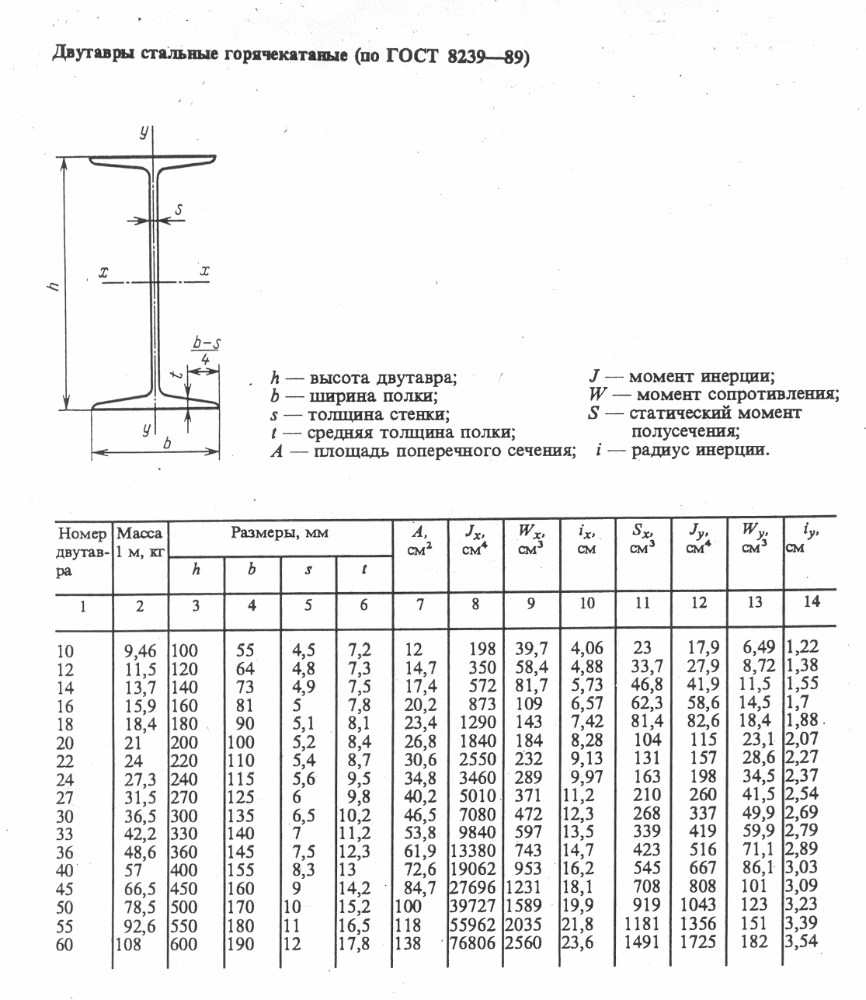 Двутавры стальные горячекатаные (по ГОСТ 8239—89)
y
s
x x
h
b–s
4
t
y
b
h — высота двутавра;
b — ширина полки;
s — толщина стенки;
t — средняя толщина полки;
A — площадь поперечного сечения;
J — момент инерции;
W — момент сопротивления;
S — статический момент
полусечения;
i — радиус инерции.
Номер двутав-ра Масса 1 м, кг Размеры, мм A, см² Jx, см⁴ Wx, см³ ix, см Sx, см³ Jy, см⁴ Wy, см³ iy, см
h b s t
1 2 3 4 5 6 7 8 9 10 11 12 13 14
10 9,46 100 55 4,5 7,2 12 198 39,7 4,06 23 17,9 6,49 1,22
12 11,5 120 64 4,8 7,3 14,7 350 58,4 4,88 33,7 27,9 8,72 1,38
14 13,7 140 73 4,9 7,5 17,4 572 81,7 5,73 46,8 41,9 11,5 1,55
16 15,9 160 81 5 7,8 20,2 873 109 6,57 62,3 58,6 14,5 1,7
18 18,4 180 90 5,1 8,1 23,4 1290 143 7,42 81,4 82,6 18,4 1,88
20 21 200 100 5,2 8,4 26,8 1840 184 8,28 104 115 23,1 2,07
22 24 220 110 5,4 8,7 30,6 2550 232 9,13 131 157 28,6 2,27
24 27,3 240 115 5,6 9,5 34,8 3460 289 9,97 163 198 34,5 2,37
27 31,5 270 125 6 9,8 40,2 5010 371 11,2 210 260 41,5 2,54
30 36,5 300 135 6,5 10,2 46,5 7080 472 12,3 268 337 49,9 2,69
33 42,2 330 140 7 11,2 53,8 9840 597 13,5 339 419 59,9 2,79
36 48,6 360 145 7,5 12,3 61,9 13380 743 14,7 423 516 71,1 2,89
40 57 400 155 8,3 13 72,6 19062 953 16,2 545 667 86,1 3,03
45 66,5 450 160 9 14,2 84,7 27696 1231 18,1 708 808 101 3,09
50 78,5 500 170 10 15,2 100 39727 1589 19,9 919 1043 123 3,23
55 92,6 550 180 11 16,5 118 55962 2035 21,8 1181 1356 151 3,39
60 108 600 190 12 17,8 138 76806 2560 23,6 1491 1725 182 3,54